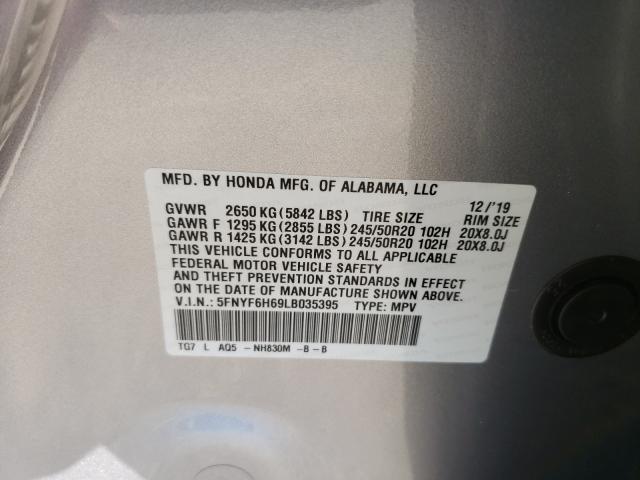 MFD. BY HONDA MFG. OF ALABAMA, LLC
12/'19
GVWR 2650 KG (5842 LBS) TIRE SIZE RIM SIZE
GAWR F 1295 KG (2855 LBS) 245/50R20 102H 20X8.0J
GAWR R 1425 KG (3142 LBS) 245/50R20 102H 20X8.0J
THIS VEHICLE CONFORMS TO ALL APPLICABLE
FEDERAL MOTOR VEHICLE SAFETY
AND THEFT PREVENTION STANDARDS IN EFFECT
ON THE DATE OF MANUFACTURE SHOWN ABOVE.
V.I.N.: 5FNYF6H69LB035395 TYPE: MPV
TG7 L AQ5 -NH830M -B -B